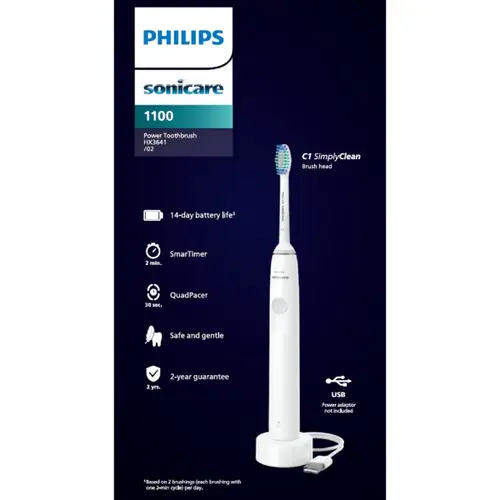 PHILIPS
sonicare
1100
Power Toothbrush
HX3641
/02
C1 SimplyClean
Brush head
14-day battery life¹
SmarTimer
2 min.
QuadPacer
30 sec.
Safe and gentle
2-year guarantee
2 yrs.
USB
Power adaptor
not included
¹Based on 2 brushings (each brushing with
one 2-min cycle) per day.